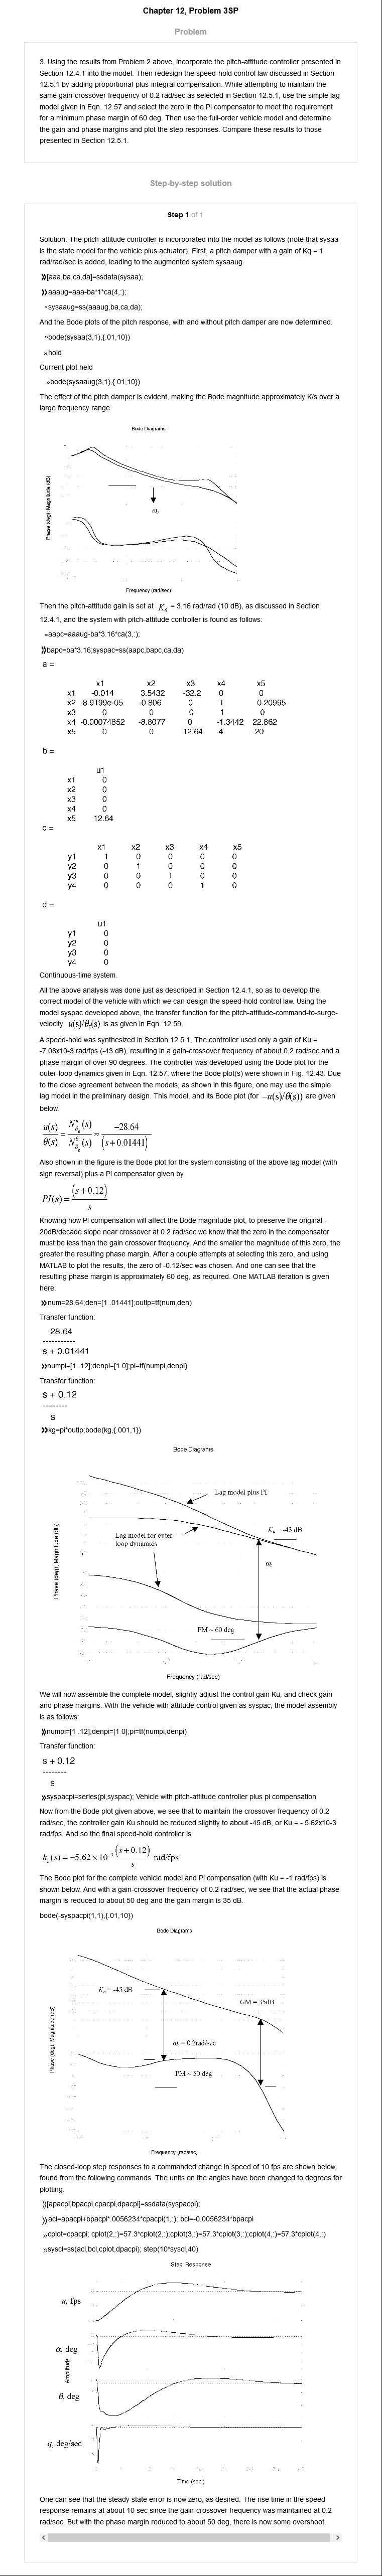 Chapter 12, Problem 3SP
Problem
3. Using the results from Problem 2 above, incorporate the pitch-attitude controller presented in
Section 12.4.1 into the model. Then redesign the speed-hold control law discussed in Section
12.5.1 by adding proportional-plus-integral compensation. While attempting to maintain the
same gain-crossover frequency of 0.2 rad/sec as selected in Section 12.5.1, use the simple lag
model given in Eqn. 12.57 and select the zero in the PI compensator to meet the requirement
for a minimum phase margin of 60 deg. Then use the full-order vehicle model and determine
the gain and phase margins and plot the step responses. Compare these results to those
presented in Section 12.5.1.
Step-by-step solution
Step 1 of 1
Solution: The pitch-attitude controller is incorporated into the model as follows (note that sysaa
is the state model for the vehicle plus actuator). First, a pitch damper with a gain of Kq = 1
rad/rad/sec is added, leading to the augmented system sysaaug.
»[aaa,ba,ca,da]=ssdata(sysaa);
»aaaug=aaa-ba*1*ca(4,:);
~sysaaug=ss(aaaug,ba,ca,da);
And the Bode plots of the pitch response, with and without pitch damper are now determined.
~bode(sysaa(3,1),{.01,10})
»hold
Current plot held
»bode(sysaaug(3,1),{.01,10})
The effect of the pitch damper is evident, making the Bode magnitude approximately K/s over a
large frequency range.
Bode Diagrams
Phase (deg); Magnitude (dB)
ω꜀
Frequency (rad/sec)
Then the pitch-attitude gain is set at K_θ = 3.16 rad/rad (10 dB), as discussed in Section
12.4.1, and the system with pitch-attitude controller is found as follows:
»aapc=aaaug-ba*3.16*ca(3,:);
»bapc=ba*3.16;syspac=ss(aapc,bapc,ca,da)
a =
x1 x2 x3 x4 x5
x1 -0.014 3.5432 -32.2 0 0
x2 -8.9199e-05 -0.806 0 1 0.20995
x3 0 0 0 1 0
x4 -0.00074852 -8.8077 0 -1.3442 22.862
x5 0 0 -12.64 -4 -20
b =
u1
x1 0
x2 0
x3 0
x4 0
x5 12.64
c =
x1 x2 x3 x4 x5
y1 1 0 0 0 0
y2 0 1 0 0 0
y3 0 0 1 0 0
y4 0 0 0 1 0
d =
u1
y1 0
y2 0
y3 0
y4 0
Continuous-time system.
All the above analysis was done just as described in Section 12.4.1, so as to develop the
correct model of the vehicle with which we can design the speed-hold control law. Using the
model syspac developed above, the transfer function for the pitch-attitude-command-to-surge-
velocity u(s)/θ꜀(s) is as given in Eqn. 12.59.
A speed-hold was synthesized in Section 12.5.1, The controller used only a gain of Ku =
-7.08x10-3 rad/fps (-43 dB), resulting in a gain-crossover frequency of about 0.2 rad/sec and a
phase margin of over 90 degrees. The controller was developed using the Bode plot for the
outer-loop dynamics given in Eqn. 12.57, where the Bode plot(s) were shown in Fig. 12.43. Due
to the close agreement between the models, as shown in this figure, one may use the simple
lag model in the preliminary design. This model, and its Bode plot (for -u(s)/θ(s)) are given
below.
u(s)/θ(s) = N^u_δE(s)/N^θ_δE(s) = -28.64/(s+0.01441)
Also shown in the figure is the Bode plot for the system consisting of the above lag model (with
sign reversal) plus a PI compensator given by
PI(s) = (s+0.12)/s
Knowing how PI compensation will affect the Bode magnitude plot, to preserve the original -
20dB/decade slope near crossover at 0.2 rad/sec we know that the zero in the compensator
must be less than the gain crossover frequency. And the smaller the magnitude of this zero, the
greater the resulting phase margin. After a couple attempts at selecting this zero, and using
MATLAB to plot the results, the zero of -0.12/sec was chosen. And one can see that the
resulting phase margin is approximately 60 deg, as required. One MATLAB iteration is given
here.
»num=28.64;den=[1 .01441];outlp=tf(num,den)
Transfer function:
28.64
-----------
s + 0.01441
»numpi=[1 .12];denpi=[1 0];pi=tf(numpi,denpi)
Transfer function:
s + 0.12
--------
s
»kg=pi*outlp;bode(kg,{.001,1})
Bode Diagrams
Phase (deg); Magnitude (dB)
Lag model plus PI
Lag model for outer-
loop dynamics
Kᵤ = -43 dB
ω꜀
PM ~ 60 deg
Frequency (rad/sec)
We will now assemble the complete model, slightly adjust the control gain Ku, and check gain
and phase margins. With the vehicle with attitude control given as syspac, the model assembly
is as follows:
»numpi=[1 .12];denpi=[1 0];pi=tf(numpi,denpi)
Transfer function:
s + 0.12
--------
s
»syspacpi=series(pi,syspac); Vehicle with pitch-attitude controller plus pi compensation
Now from the Bode plot given above, we see that to maintain the crossover frequency of 0.2
rad/sec, the controller gain Ku should be reduced slightly to about -45 dB, or Ku = - 5.62x10-3
rad/fps. And so the final speed-hold controller is
kᵤ(s) = -5.62×10⁻³ (s+0.12)/s rad/fps
The Bode plot for the complete vehicle model and PI compensation (with Ku = -1 rad/fps) is
shown below. And with a gain-crossover frequency of 0.2 rad/sec, we see that the actual phase
margin is reduced to about 50 deg and the gain margin is 35 dB.
bode(-syspacpi(1,1),{.01,10})
Bode Diagrams
Phase (deg); Magnitude (dB)
Kᵤ = -45 dB
GM ~ 35dB
ω꜀ = 0.2rad/sec
PM ~ 50 deg
Frequency (rad/sec)
The closed-loop step responses to a commanded change in speed of 10 fps are shown below,
found from the following commands. The units on the angles have been changed to degrees for
plotting.
»[apacpi,bpacpi,cpacpi,dpacpi]=ssdata(syspacpi);
»acl=apacpi+bpacpi*.0056234*cpacpi(1,:); bcl=-0.0056234*bpacpi
»cplot=cpacpi; cplot(2,:)=57.3*cplot(2,:);cplot(3,:)=57.3*cplot(3,:);cplot(4,:)=57.3*cplot(4,:)
»syscl=ss(acl,bcl,cplot,dpacpi); step(10*syscl,40)
Step Response
Amplitude
u, fps
α, deg
θ, deg
q, deg/sec
Time (sec.)
One can see that the steady state error is now zero, as desired. The rise time in the speed
response remains at about 10 sec since the gain-crossover frequency was maintained at 0.2
rad/sec. But with the phase margin reduced to about 50 deg, there is now some overshoot.